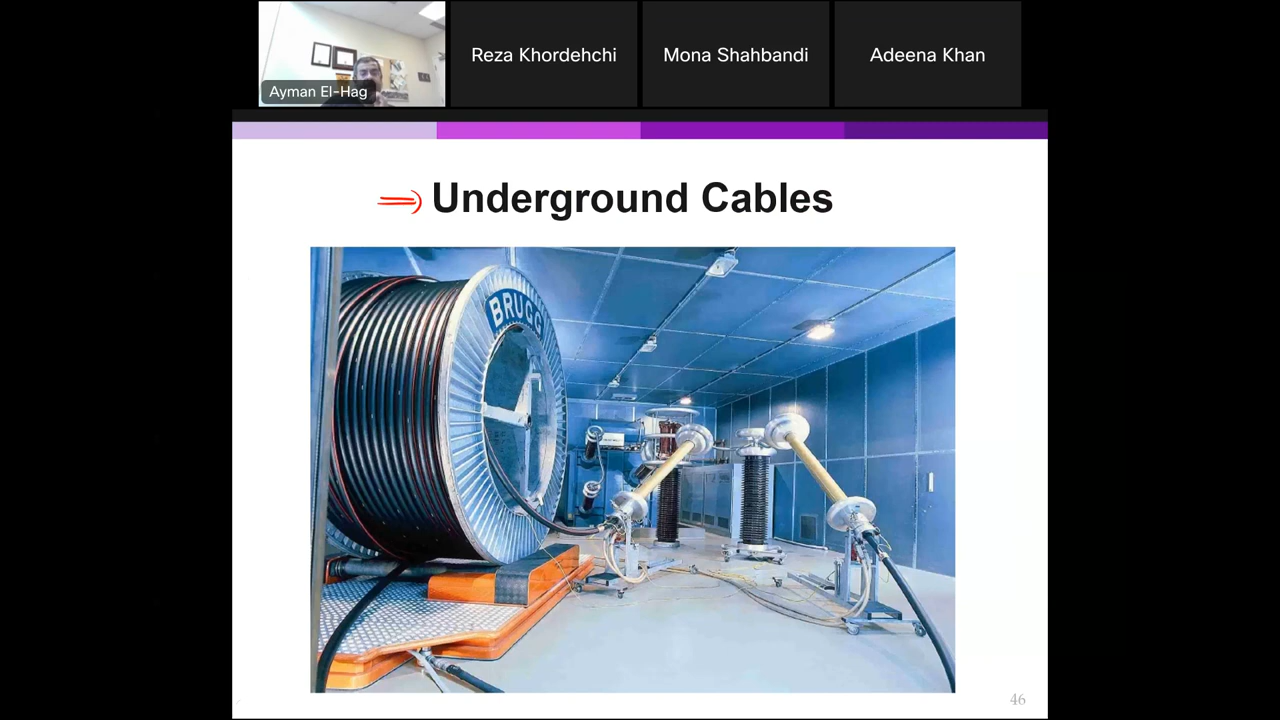 Ayman El-Hag
Reza Khordehchi
Mona Shahbandi
Adeena Khan
Underground Cables
BRUGG
46